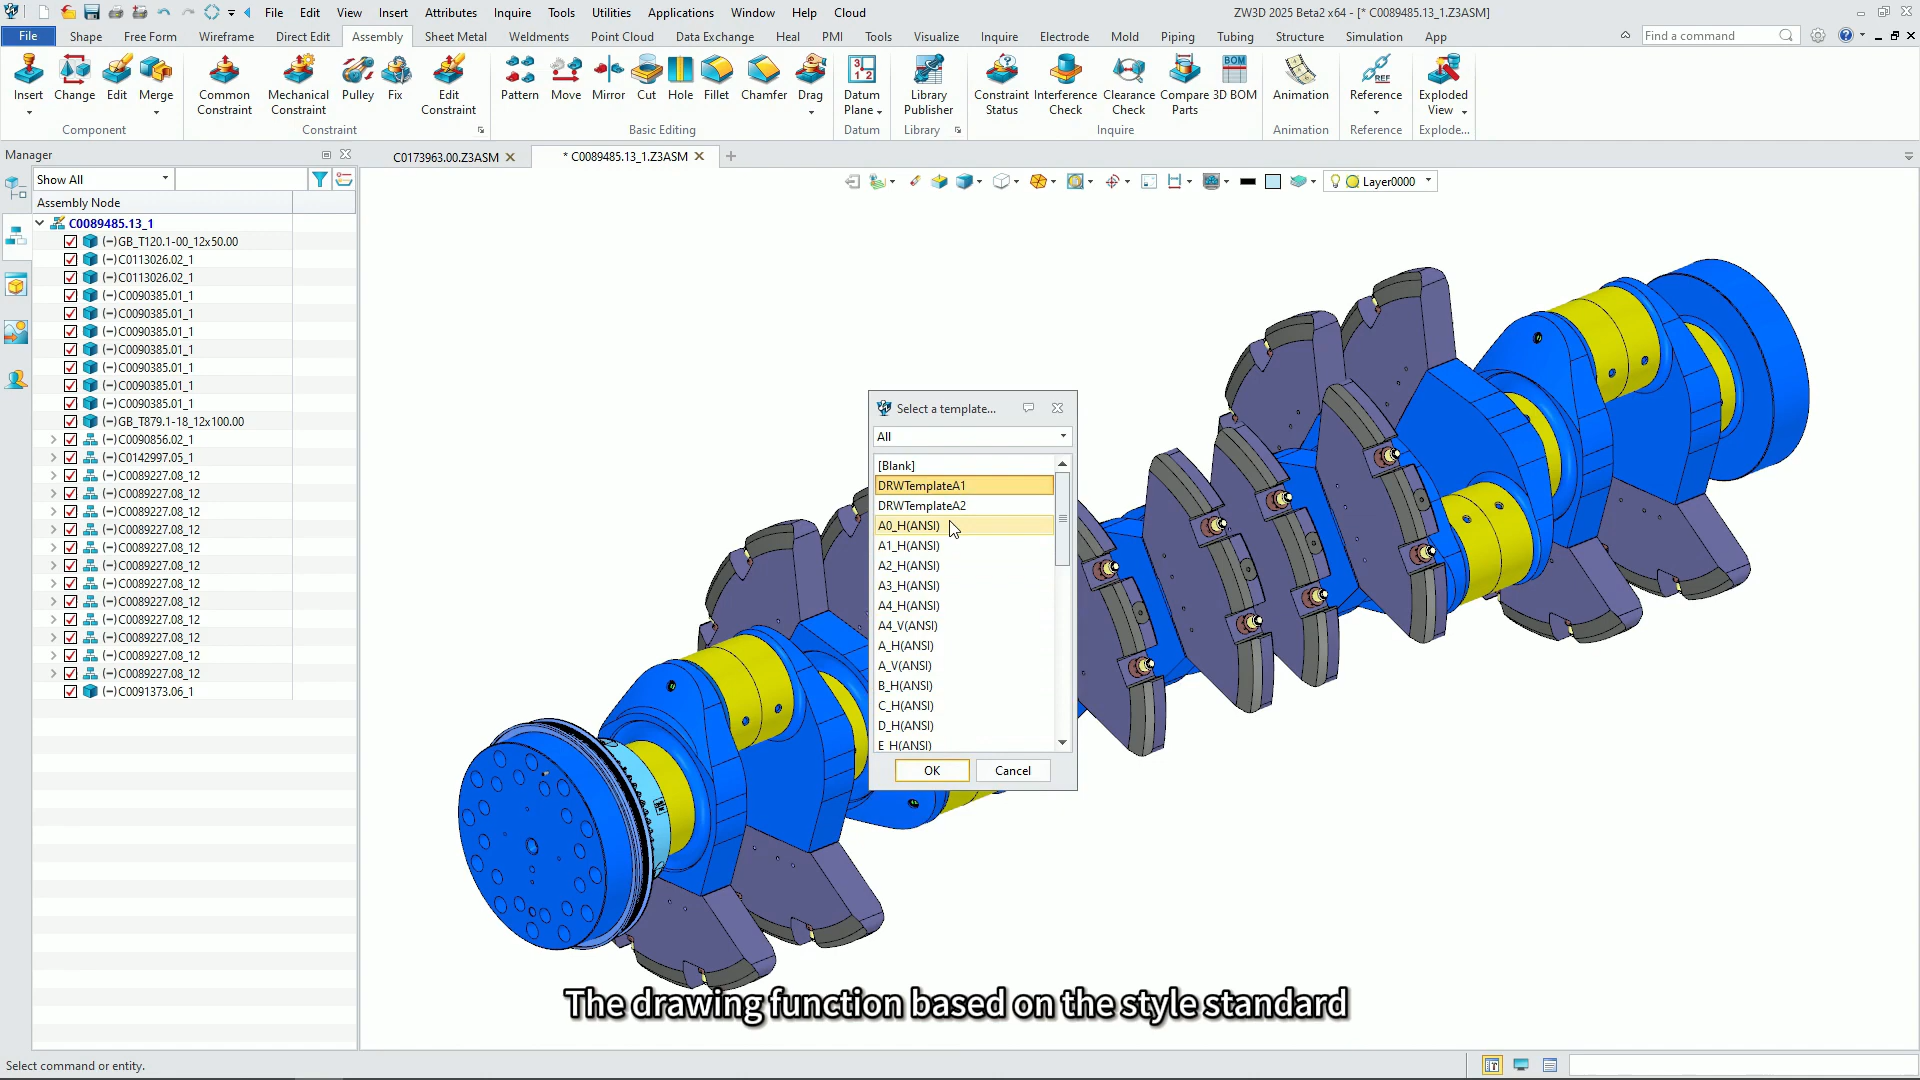 File Edit View Insert Attributes Inquire Tools Utilities Applications Window Help Cloud ZW3D 2025 Beta2 x64 - [* C0089485.13_1.Z3ASM]
File Shape Free Form Wireframe Direct Edit Assembly Sheet Metal Weldments Point Cloud Data Exchange Heal PMI Tools Visualize Inquire Electrode Mold Piping Tubing Structure Simulation App Find a command
Insert Change Edit Merge Common Constraint Mechanical Constraint Pulley Fix Edit Constraint Pattern Move Mirror Cut Hole Fillet Chamfer Drag Datum Plane Library Publisher Constraint Status Interference Check Clearance Check Compare Parts 3D BOM Animation Reference Exploded View
Component Constraint Basic Editing Datum Library Inquire Animation Reference Explode...
Manager
C0173963.00.Z3ASM
* C0089485.13_1.Z3ASM
Show All
Layer0000
Assembly Node
C0089485.13_1
(−)GB_T120.1-00_12x50.00
(−)C0113026.02_1
(−)C0113026.02_1
(−)C0090385.01_1
(−)C0090385.01_1
(−)C0090385.01_1
(−)C0090385.01_1
(−)C0090385.01_1
(−)C0090385.01_1
(−)C0090385.01_1
(−)GB_T879.1-18_12x100.00
(−)C0090856.02_1
(−)C0142997.05_1
(−)C0089227.08_12
(−)C0089227.08_12
(−)C0089227.08_12
(−)C0089227.08_12
(−)C0089227.08_12
(−)C0089227.08_12
(−)C0089227.08_12
(−)C0089227.08_12
(−)C0089227.08_12
(−)C0089227.08_12
(−)C0089227.08_12
(−)C0089227.08_12
(−)C0091373.06_1
Select a template...
All
[Blank]
DRWTemplateA1
DRWTemplateA2
A0_H(ANSI)
A1_H(ANSI)
A2_H(ANSI)
A3_H(ANSI)
A4_H(ANSI)
A4_V(ANSI)
A_H(ANSI)
A_V(ANSI)
B_H(ANSI)
C_H(ANSI)
D_H(ANSI)
E_H(ANSI)
OK Cancel
The drawing function based on the style standard
Select command or entity.